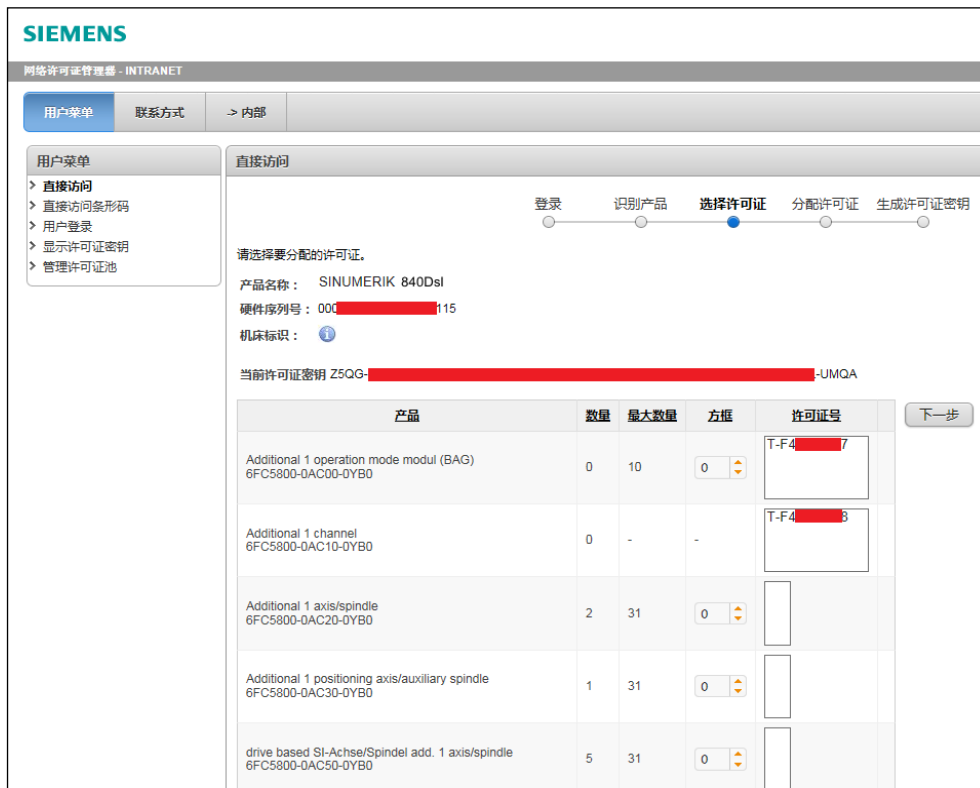 SIEMENS
网络许可证管理器 - INTRANET
用户菜单 联系方式 -> 内部
用户菜单
直接访问
直接访问条形码
用户登录
显示许可证密钥
管理许可证池
直接访问
登录 识别产品 选择许可证 分配许可证 生成许可证密钥
请选择要分配的许可证。
产品名称： SINUMERIK 840Dsl
硬件序列号： 000 115
机床标识：
当前许可证密钥 Z5QG- -UMQA
产品 数量 最大数量 方框 许可证号
下一步
Additional 1 operation mode modul (BAG)
6FC5800-0AC00-0YB0
0 10 0 T-F4 7
Additional 1 channel
6FC5800-0AC10-0YB0
0 - - T-F4 8
Additional 1 axis/spindle
6FC5800-0AC20-0YB0
2 31 0
Additional 1 positioning axis/auxiliary spindle
6FC5800-0AC30-0YB0
1 31 0
drive based SI-Achse/Spindel add. 1 axis/spindle
6FC5800-0AC50-0YB0
5 31 0